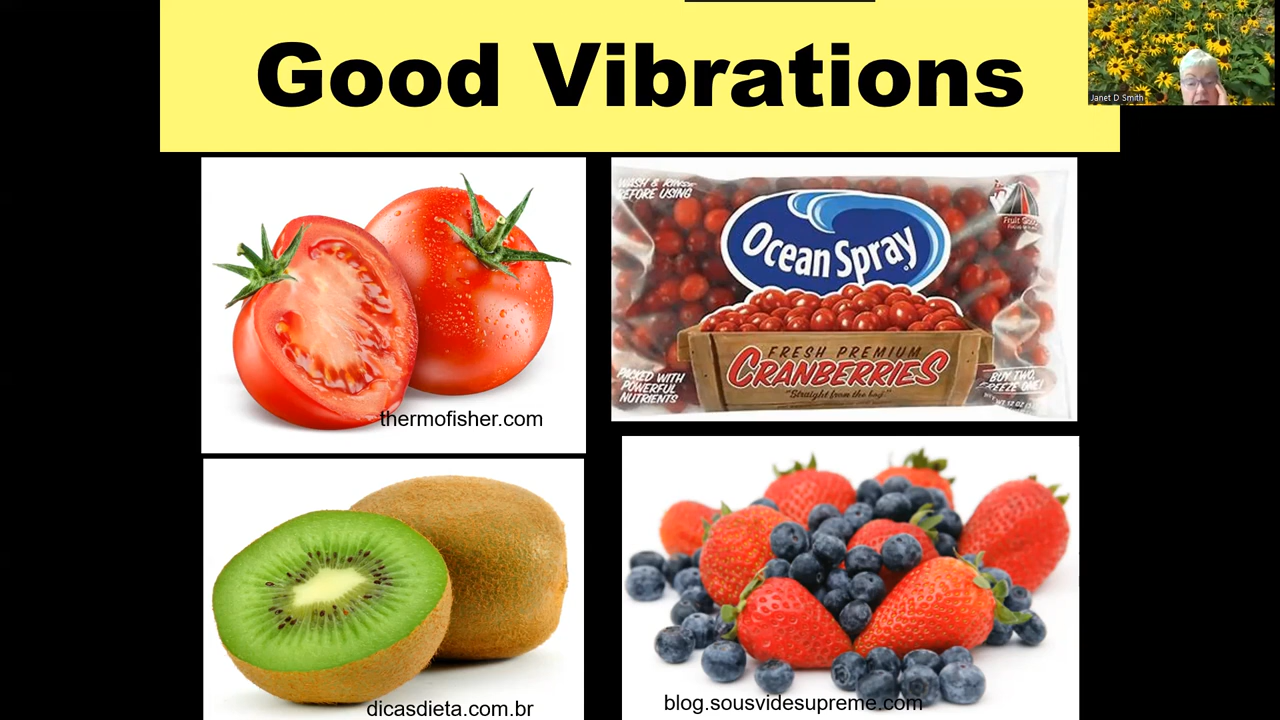 Good Vibrations
Janet D Smith
thermofisher.com
WASH & RINSE
BEFORE USING
Ocean Spray
FRESH PREMIUM
CRANBERRIES
"Straight from the bog."
PACKED WITH
POWERFUL
NUTRIENTS
BUY TWO,
FREEZE ONE!
dicasdieta.com.br
blog.sousvidesupreme.com